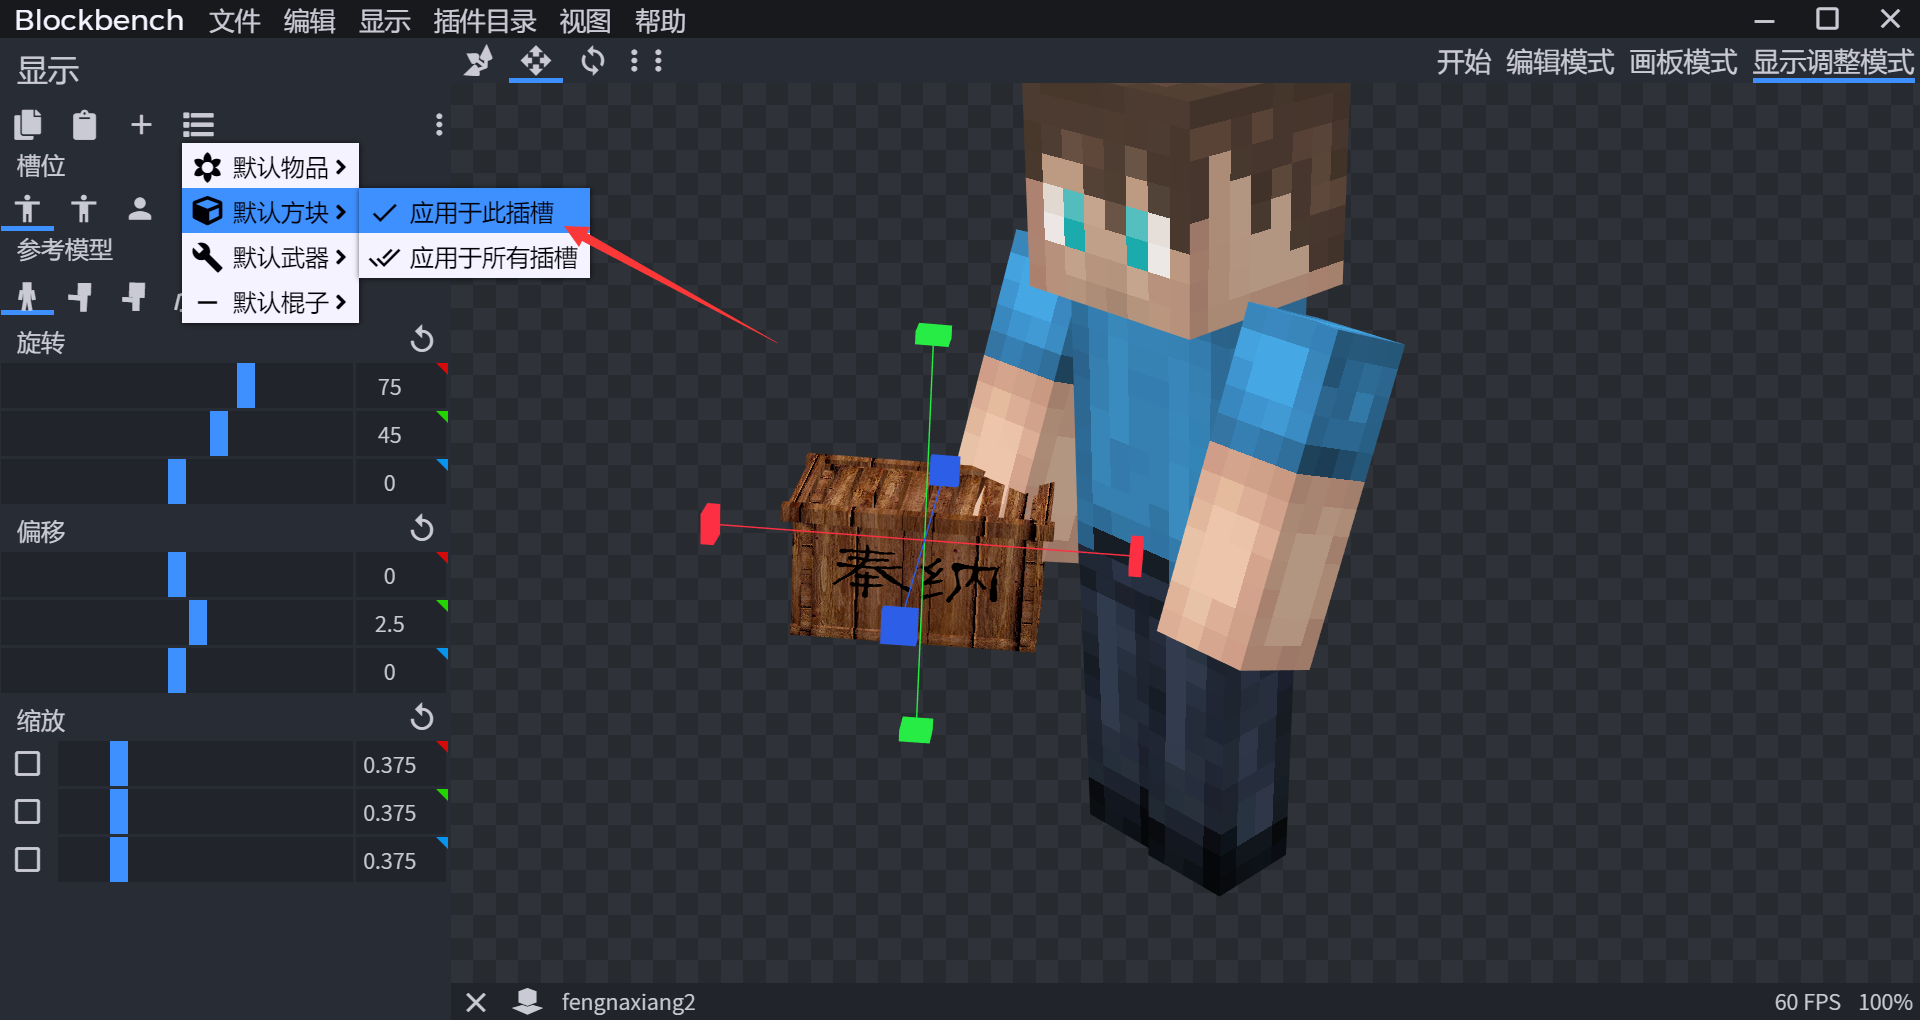 Blockbench 文件 编辑 显示 插件目录 视图 帮助
显示
开始 编辑模式 画板模式 显示调整模式
槽位
默认物品
默认方块
应用于此插槽
默认武器
应用于所有插槽
默认棍子
参考模型
旋转
75
45
0
偏移
0
2.5
0
缩放
0.375
0.375
0.375
奉纳
fengnaxiang2
60 FPS 100%